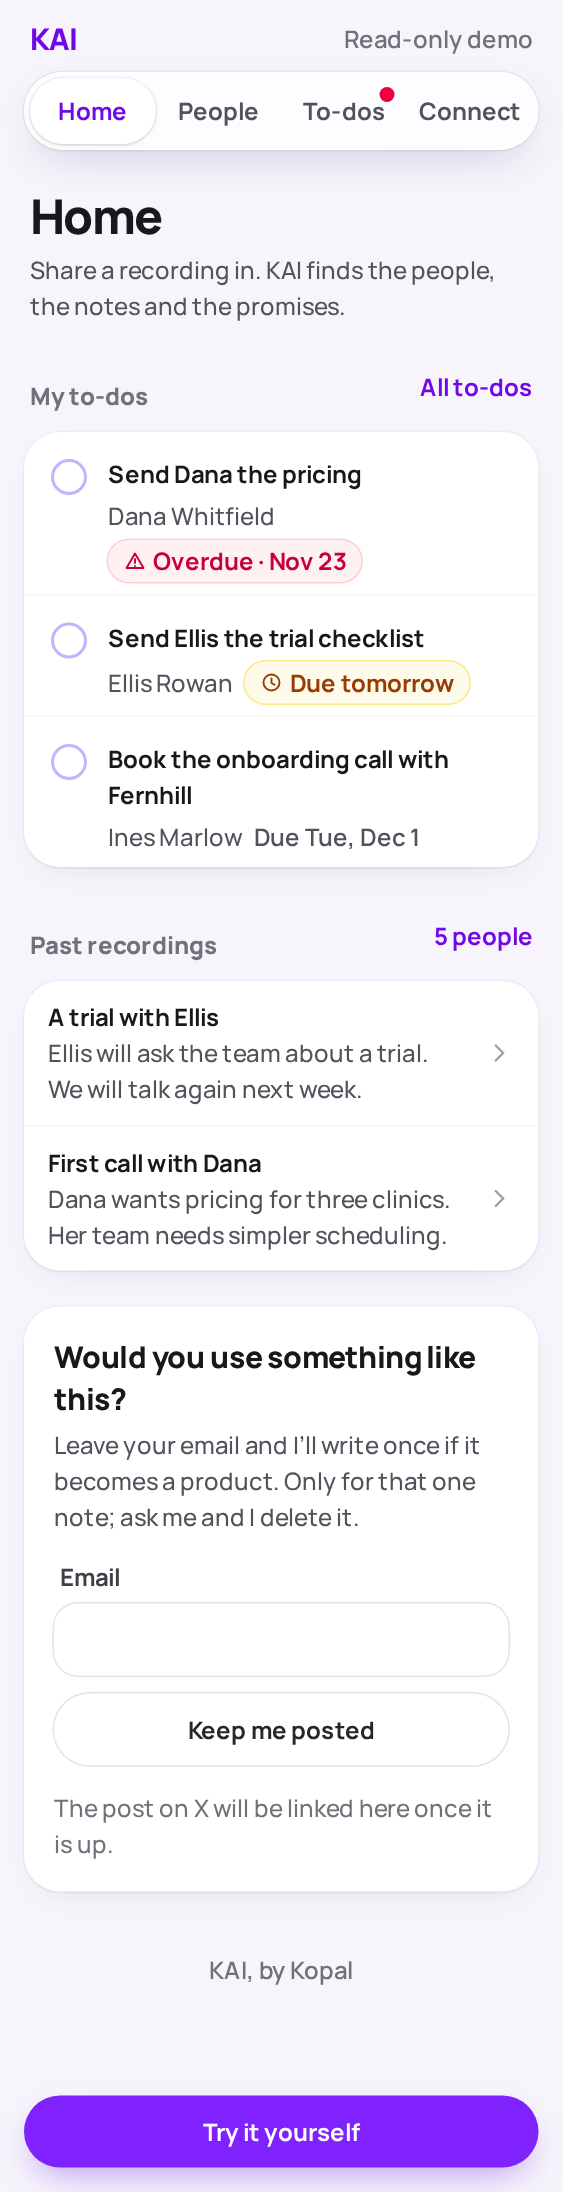 KAI
Read-only demo
Home
People
To-dos
Connect
Home
Share a recording in. KAI finds the people,
the notes and the promises.
My to-dos
All to-dos
Send Dana the pricing
Dana Whitfield
Overdue · Nov 23
Send Ellis the trial checklist
Ellis Rowan
Due tomorrow
Book the onboarding call with
Fernhill
Ines Marlow
Due Tue, Dec 1
Past recordings
5 people
A trial with Ellis
Ellis will ask the team about a trial.
We will talk again next week.
First call with Dana
Dana wants pricing for three clinics.
Her team needs simpler scheduling.
Would you use something like
this?
Leave your email and I’ll write once if it
becomes a product. Only for that one
note; ask me and I delete it.
Email
Keep me posted
The post on X will be linked here once it
is up.
KAI, by Kopal
Try it yourself